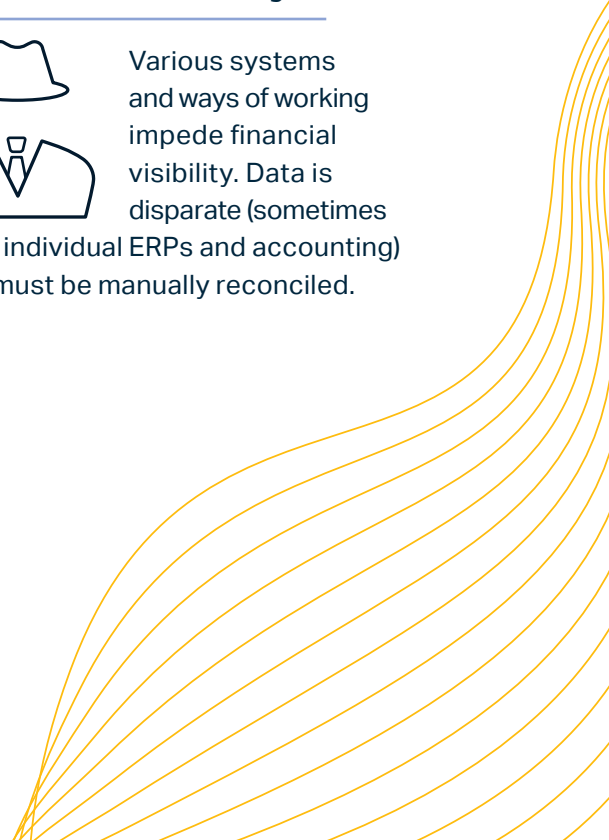 Various systems
and ways of working
impede financial
visibility. Data is
disparate (sometimes
individual ERPs and accounting)
must be manually reconciled.